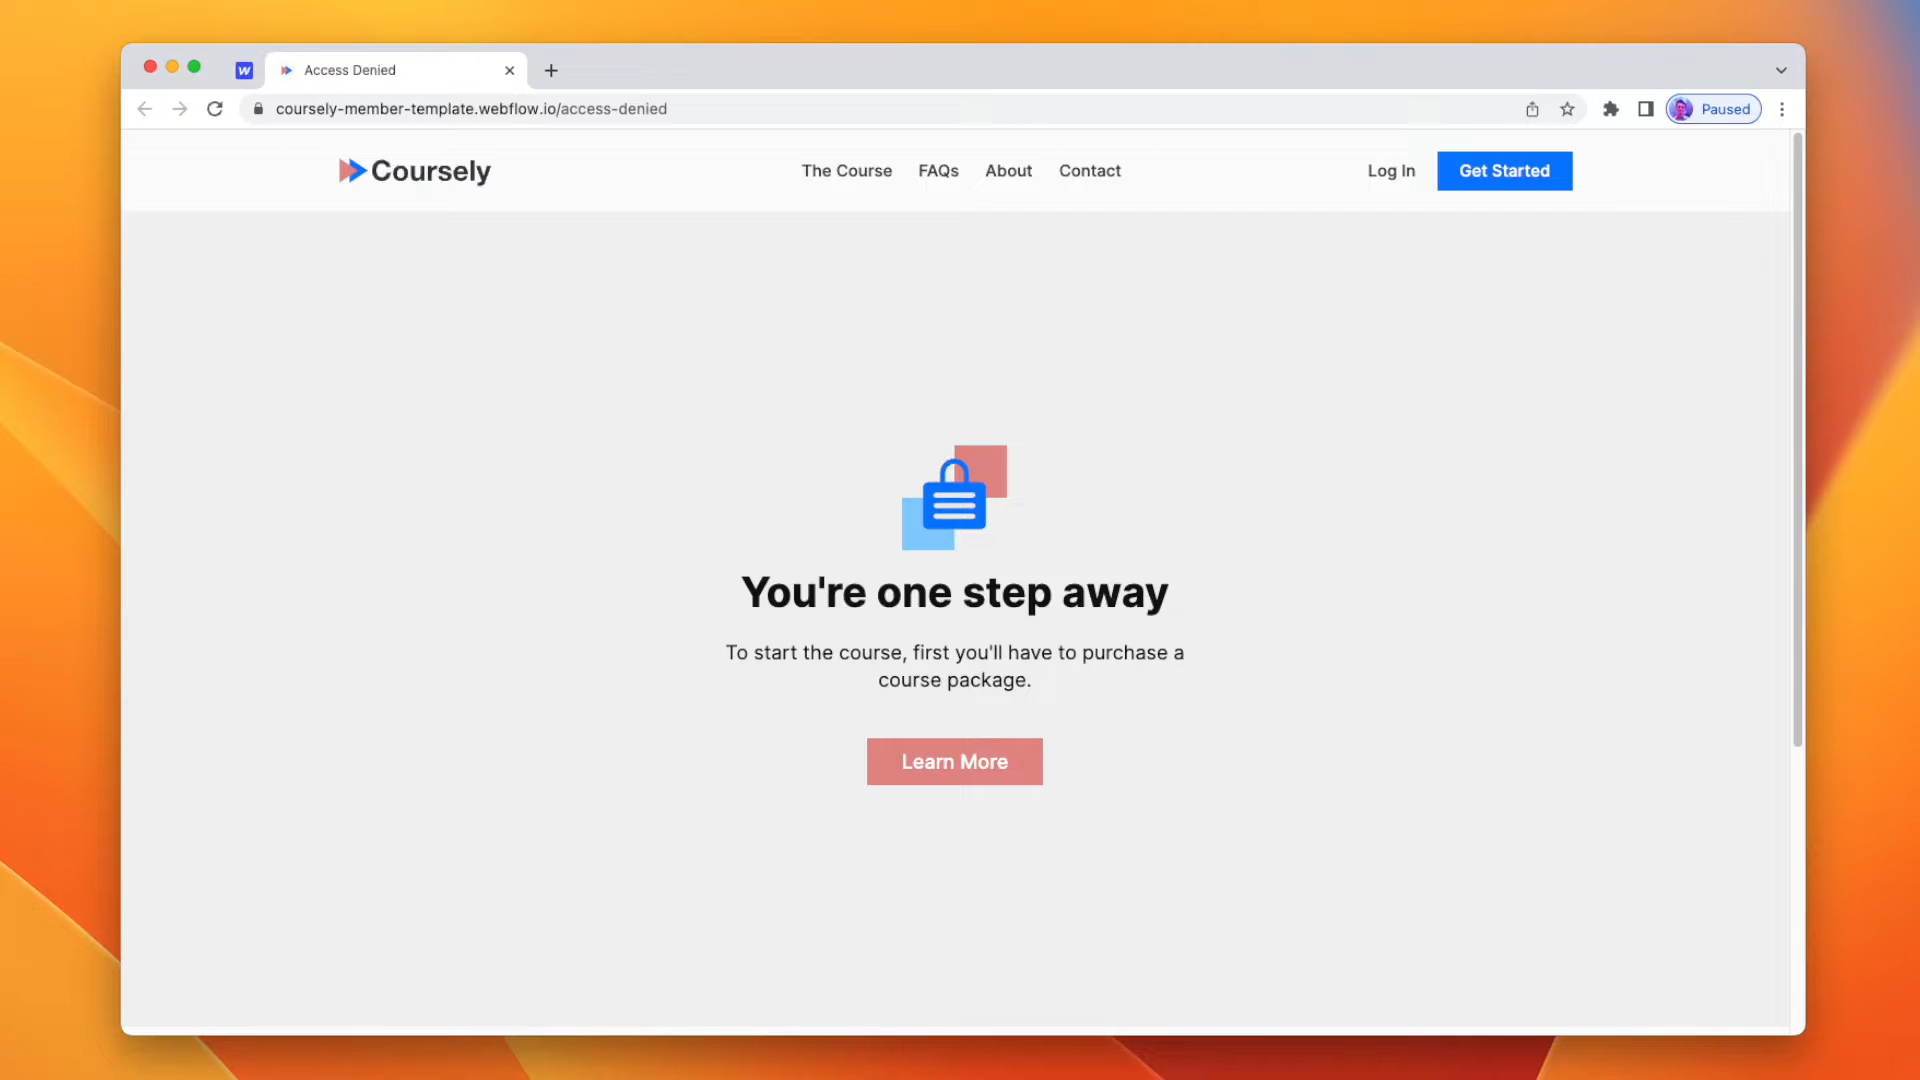 W
Access Denied
coursely-member-template.webflow.io/access-denied
Paused
Coursely
The Course
FAQs
About
Contact
Log In
Get Started
You're one step away
To start the course, first you'll have to purchase a
course package.
Learn More